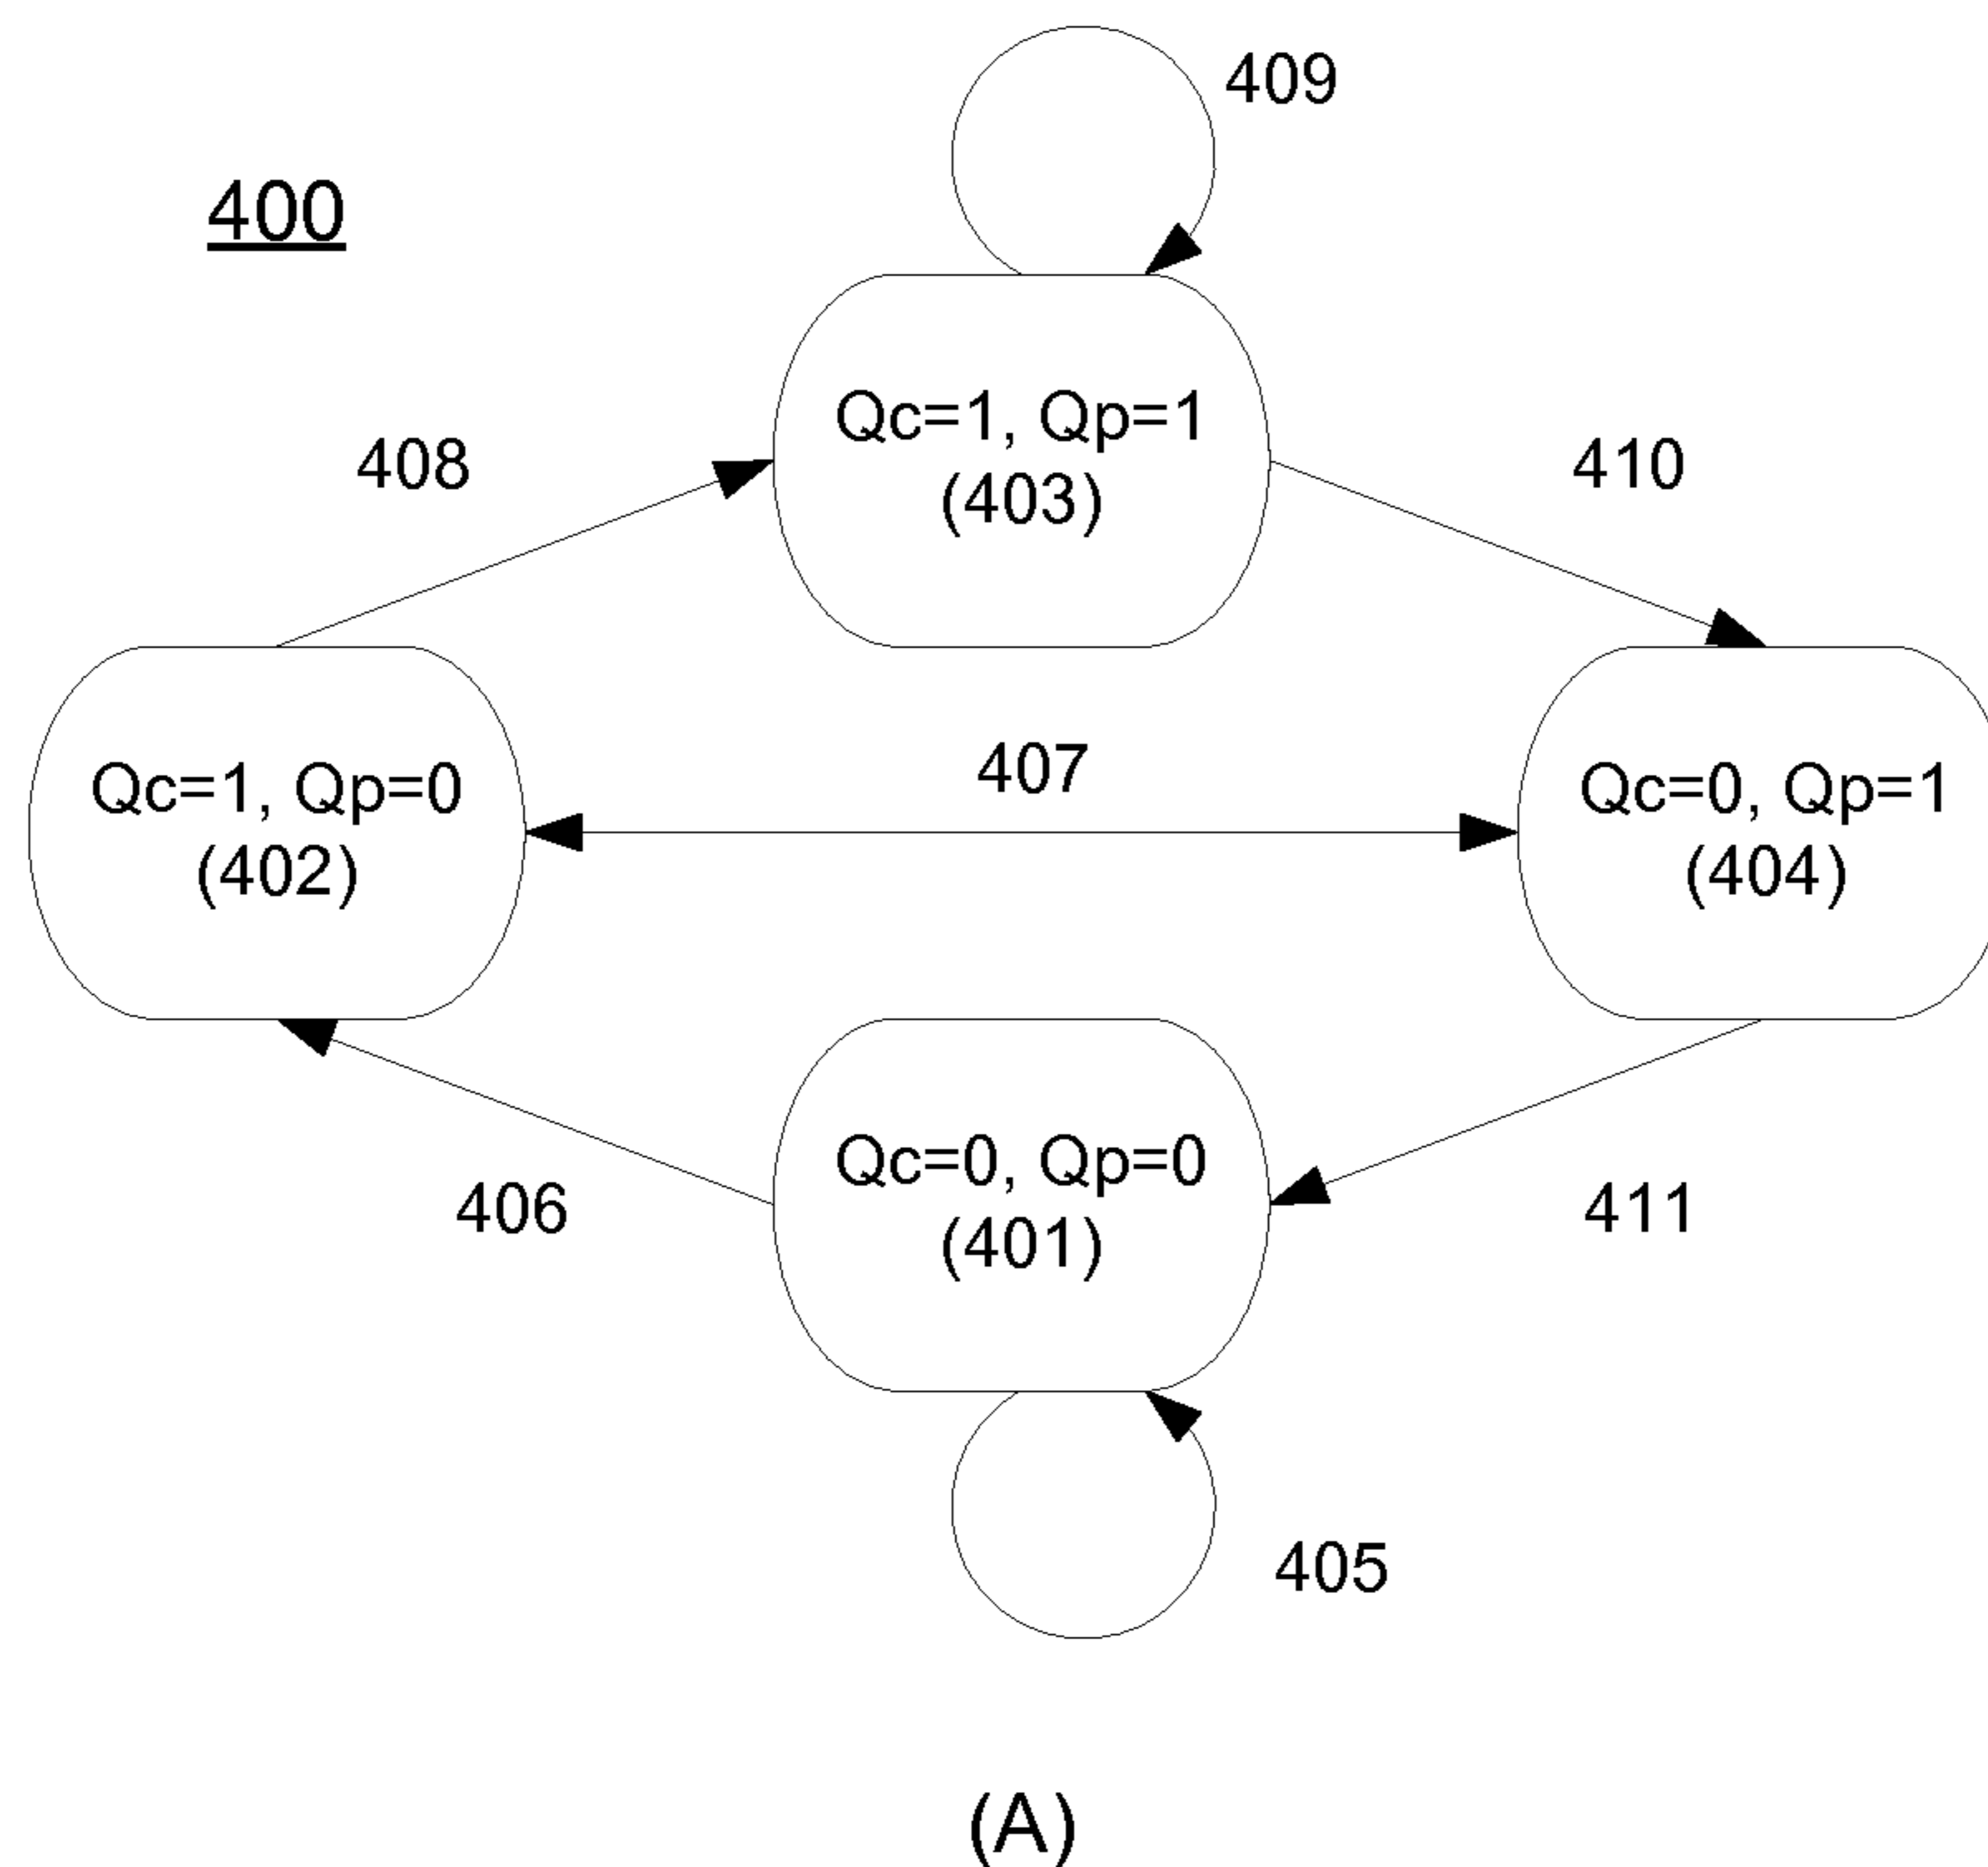 409
400
Qc=1, Qp=1
(403)
408
410
407
Qc=1, Qp=0
(402)
Qc=0, Qp=1
(404)
Qc=0, Qp=0
(401)
406
411
405
(A)